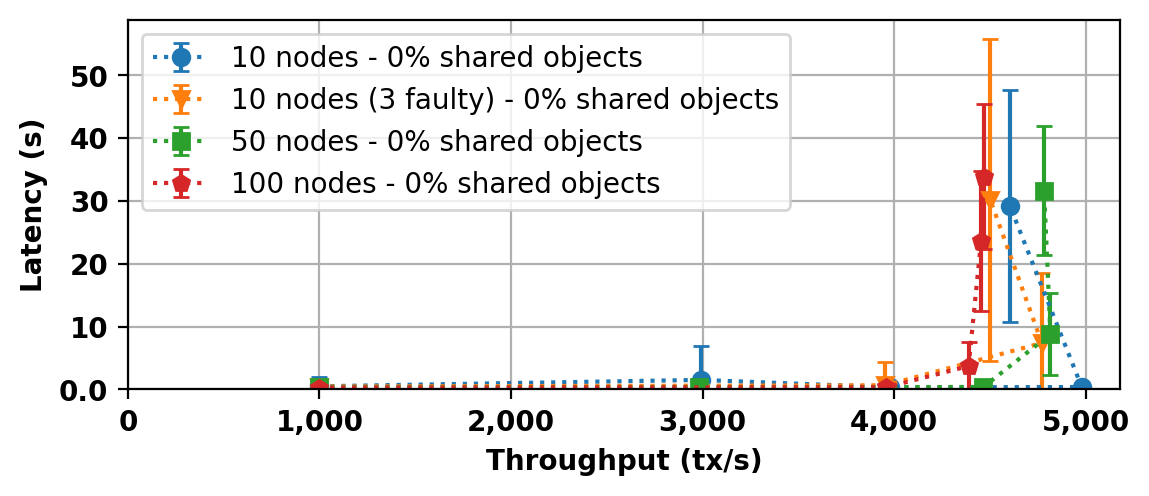 10 nodes - 0% shared objects
10 nodes (3 faulty) - 0% shared objects
50 nodes - 0% shared objects
100 nodes - 0% shared objects
Latency (s)
50
40
30
20
10
0.0
0 1,000 2,000 3,000 4,000 5,000
Throughput (tx/s)